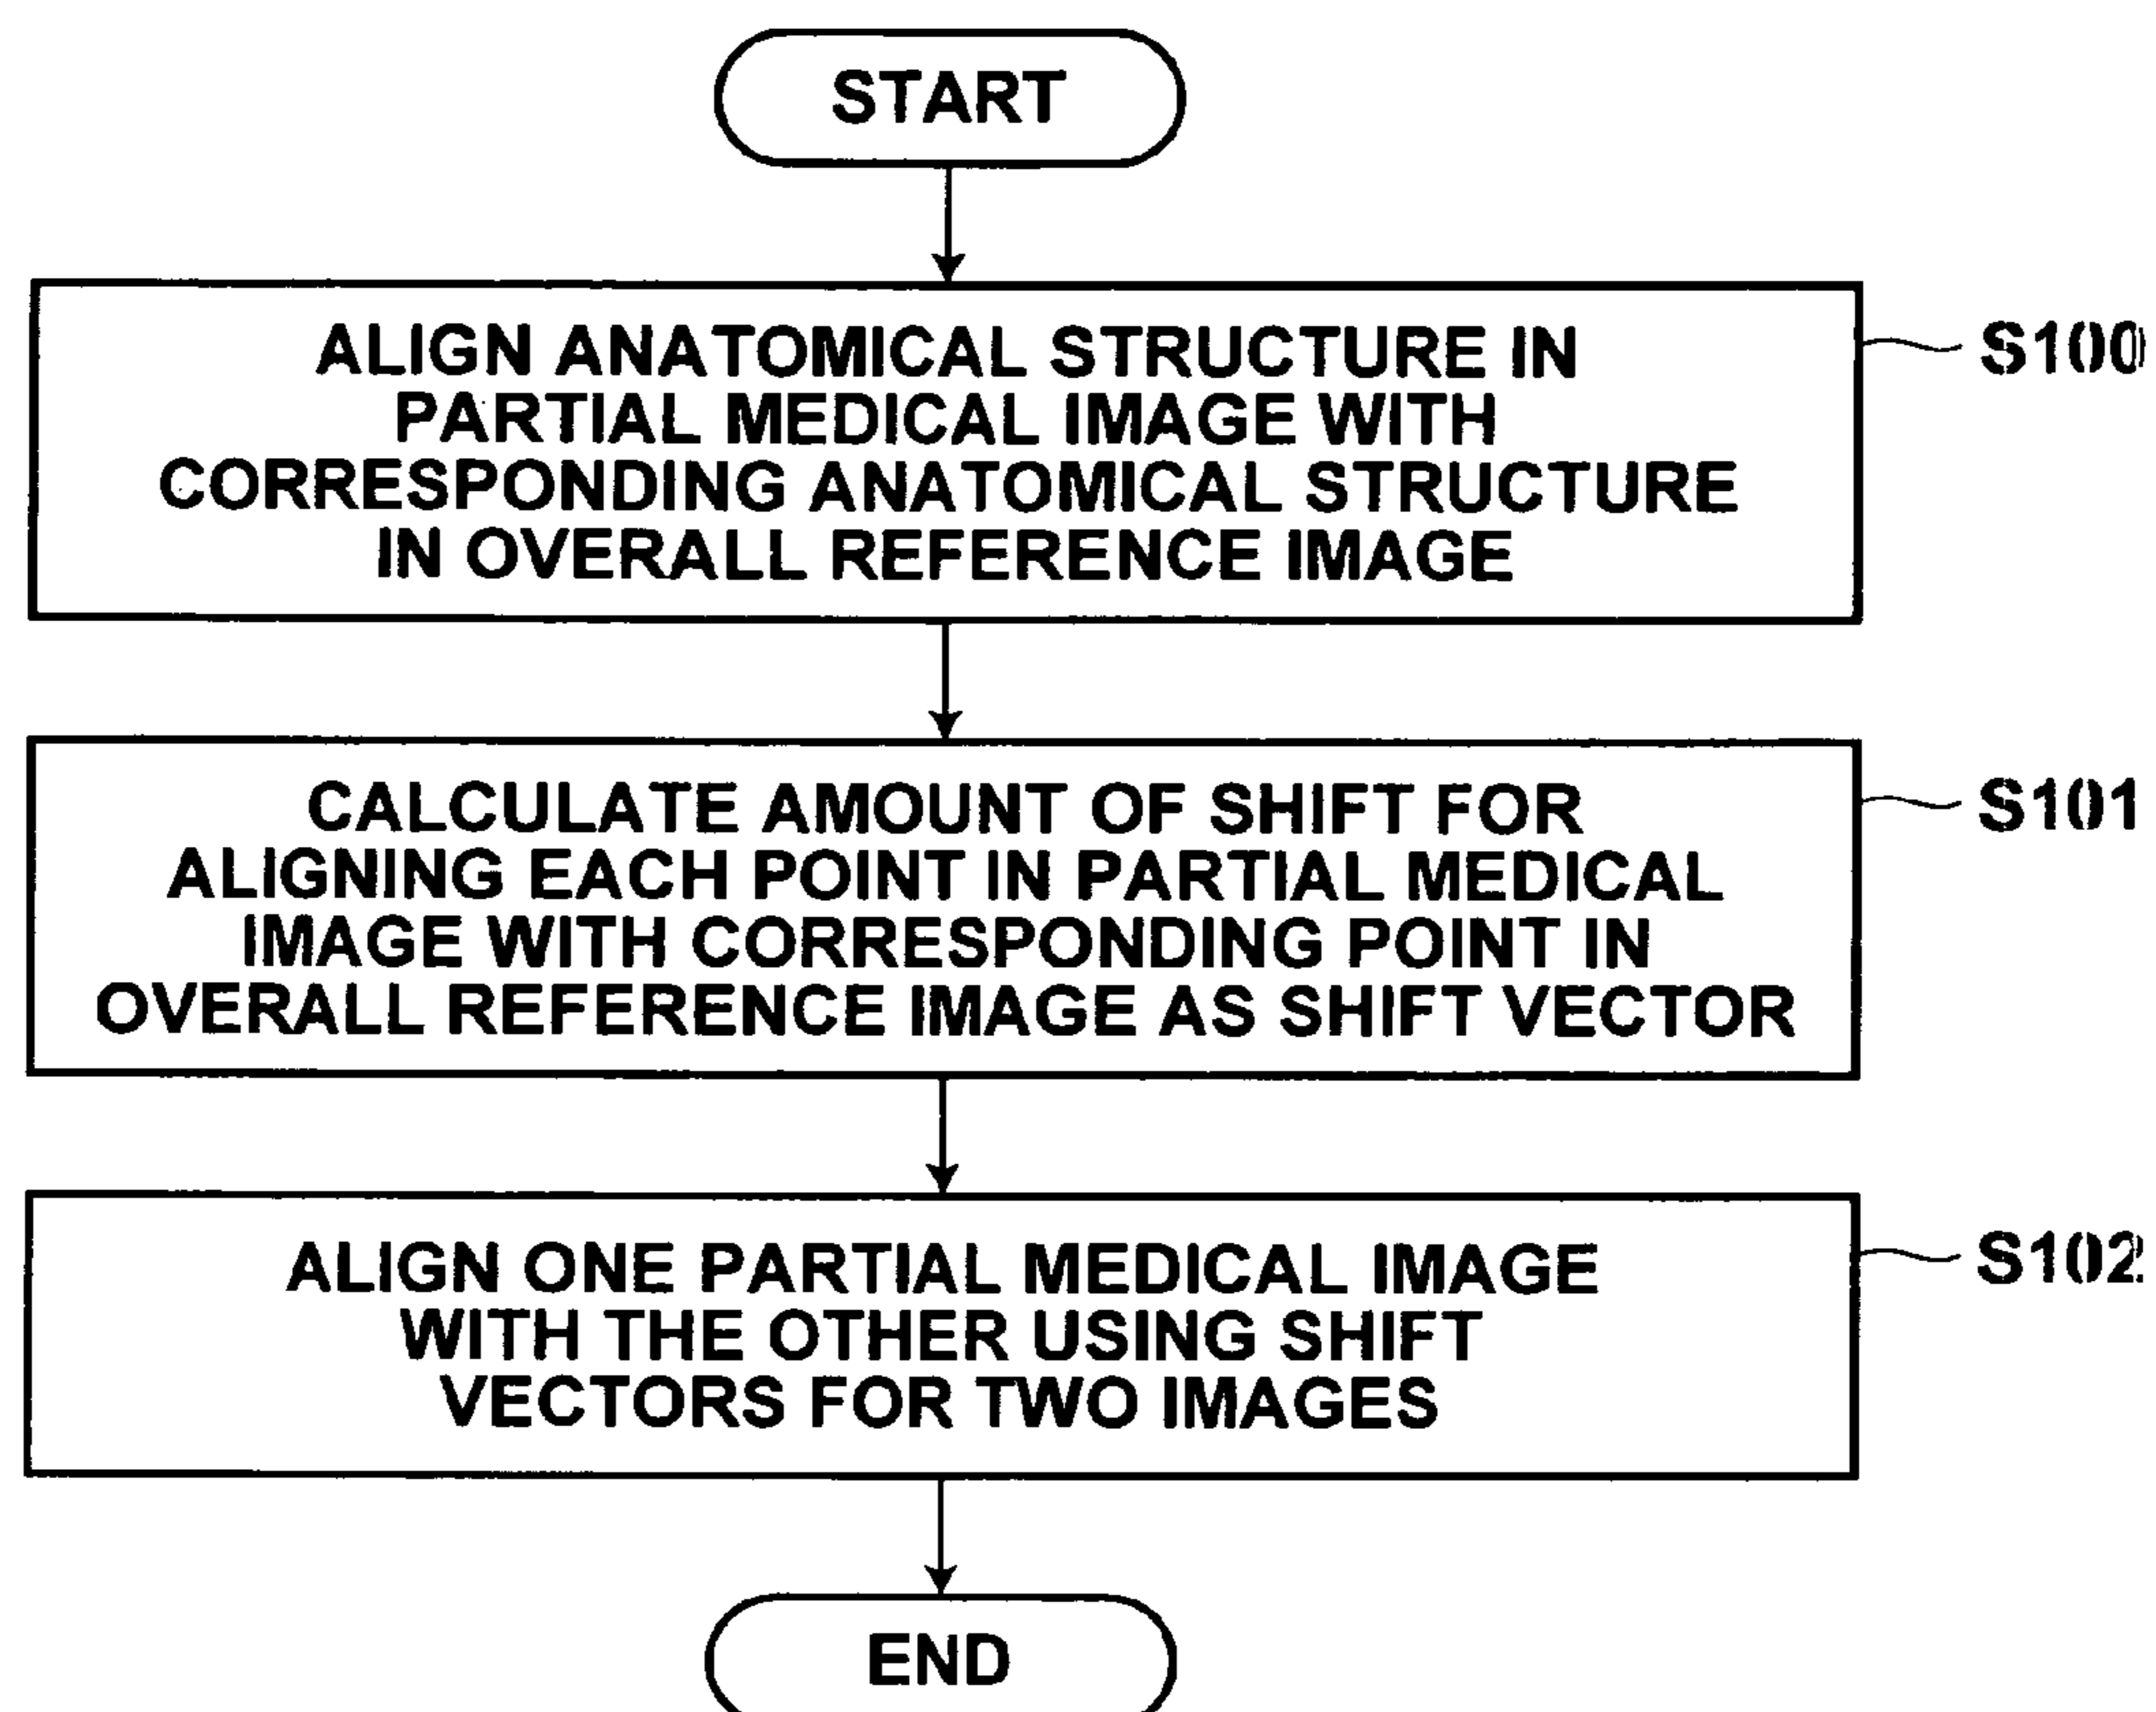 START
ALIGN ANATOMICAL STRUCTURE IN
PARTIAL MEDICAL IMAGE WITH
CORRESPONDING ANATOMICAL STRUCTURE
IN OVERALL REFERENCE IMAGE
S100
CALCULATE AMOUNT OF SHIFT FOR
ALIGNING EACH POINT IN PARTIAL MEDICAL
IMAGE WITH CORRESPONDING POINT IN
OVERALL REFERENCE IMAGE AS SHIFT VECTOR
S101
ALIGN ONE PARTIAL MEDICAL IMAGE
WITH THE OTHER USING SHIFT
VECTORS FOR TWO IMAGES
S102
END